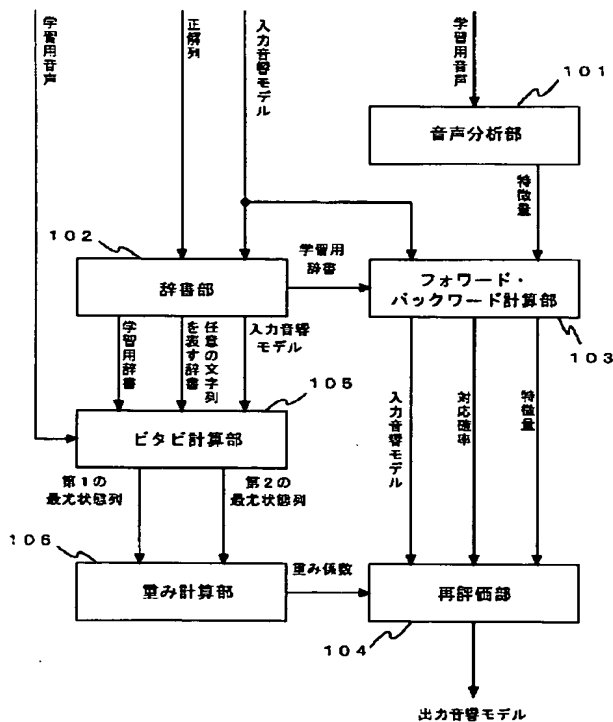 学習用音声
正解列
入力音響モデル
学習用音声
101
音声分析部
特徴量
102
辞書部
学習用
辞書
フォワード・
バックワード計算部
103
学習用辞書
任意の文字列
を表す辞書
入力音響
モデル
105
ビタビ計算部
入力音響モデル
対応確率
特徴量
第1の
最尤状態列
第2の
最尤状態列
106
重み計算部
重み係数
再評価部
104
出力音響モデル